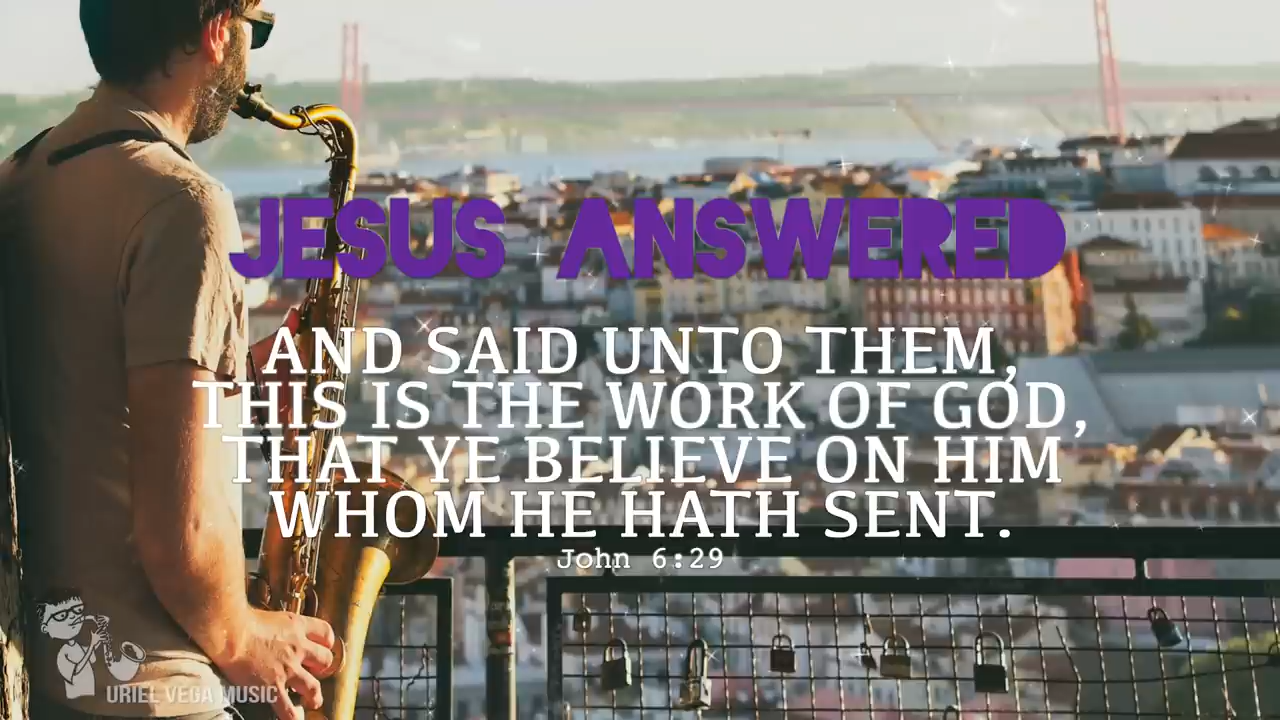 JESUS ANSWERED
AND SAID UNTO THEM,
THIS IS THE WORK OF GOD,
THAT YE BELIEVE ON HIM
WHOM HE HATH SENT.
John 6:29
URIEL VEGA MUSIC